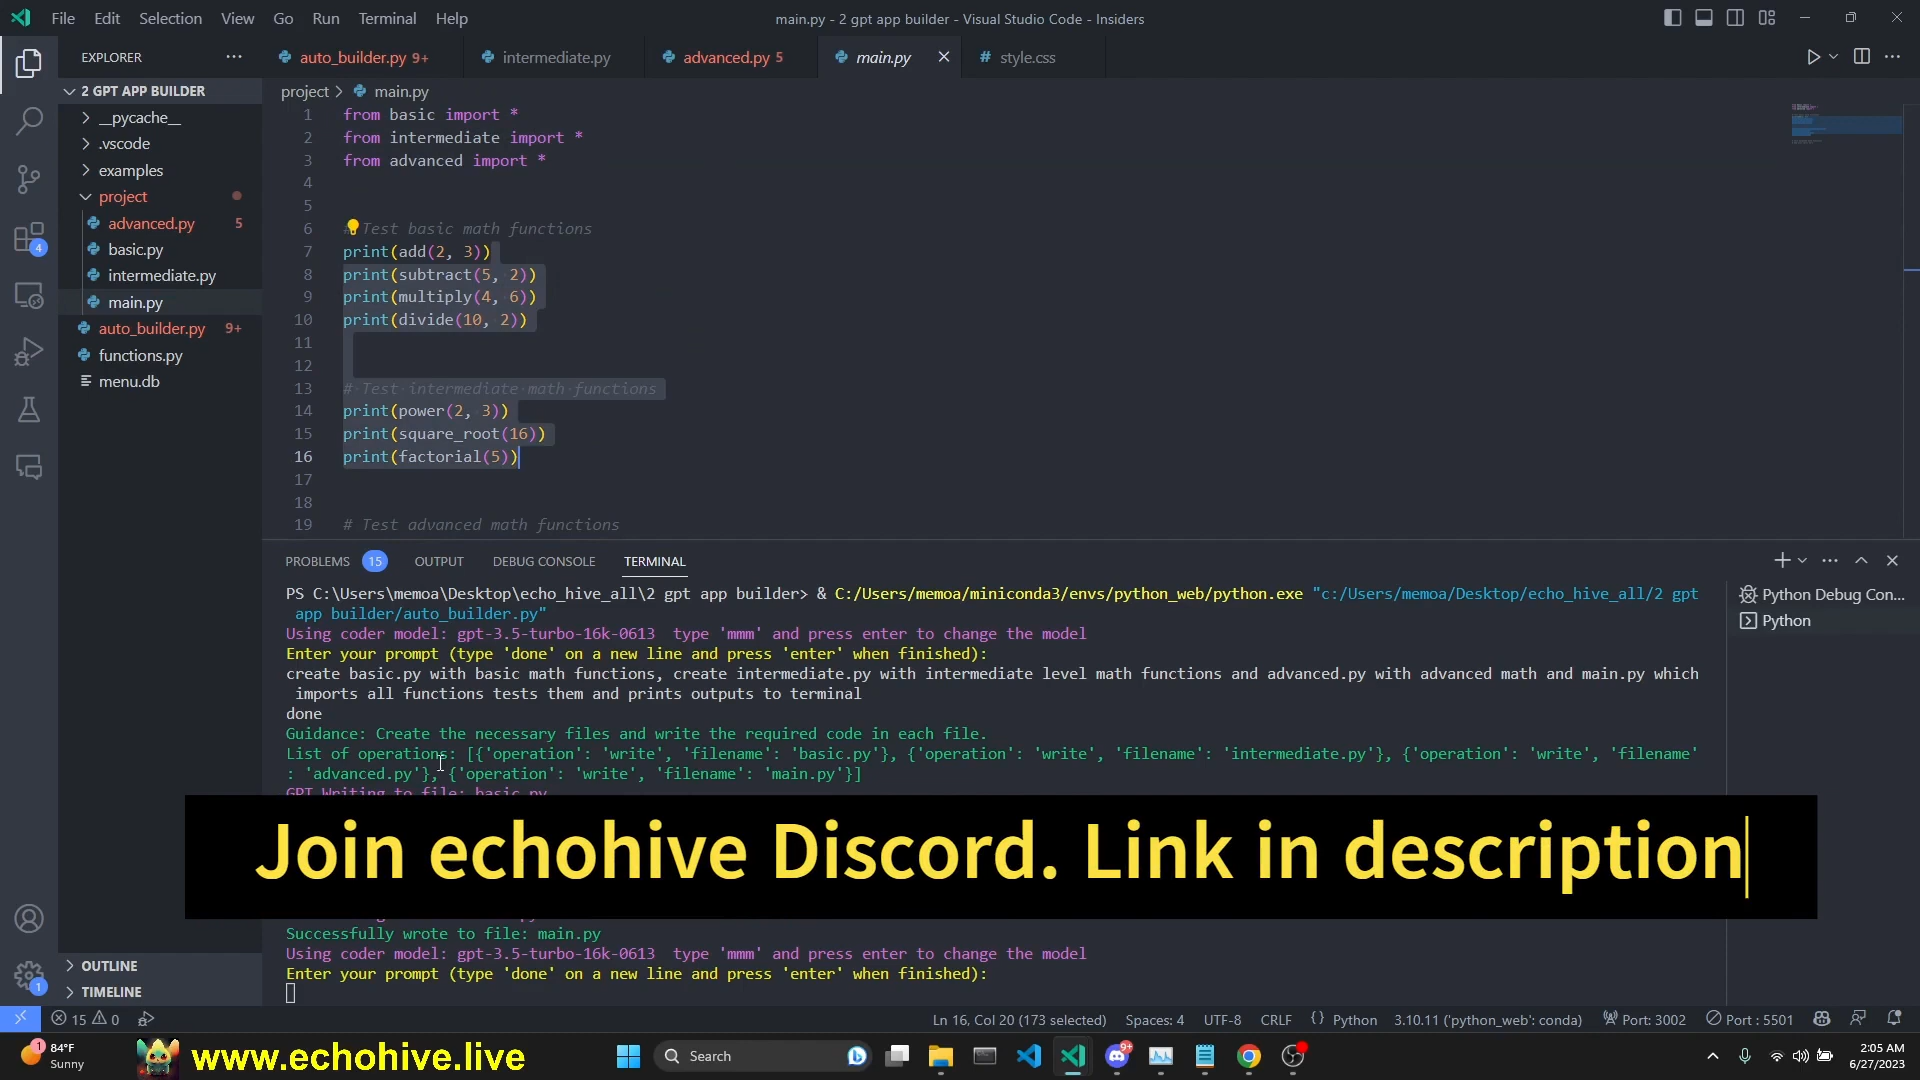 File Edit Selection View Go Run Terminal Help
main.py - 2 gpt app builder - Visual Studio Code - Insiders
EXPLORER
auto_builder.py 9+
intermediate.py
advanced.py 5
main.py
# style.css
2 GPT APP BUILDER
__pycache__
.vscode
examples
project
advanced.py 5
basic.py
intermediate.py
main.py
auto_builder.py 9+
functions.py
menu.db
4
project > main.py
1 from basic import *
2 from intermediate import *
3 from advanced import *
4
5
6 # Test basic math functions
7 print(add(2, 3))
8 print(subtract(5, 2))
9 print(multiply(4, 6))
10 print(divide(10, 2))
11
12
13 # Test intermediate math functions
14 print(power(2, 3))
15 print(square_root(16))
16 print(factorial(5))
17
18
19 # Test advanced math functions
PROBLEMS 15 OUTPUT DEBUG CONSOLE TERMINAL
PS C:\Users\memoa\Desktop\echo_hive_all\2 gpt app builder> & C:/Users/memoa/miniconda3/envs/python_web/python.exe "c:/Users/memoa/Desktop/echo_hive_all/2 gpt
app builder/auto_builder.py"
Using coder model: gpt-3.5-turbo-16k-0613 type 'mmm' and press enter to change the model
Enter your prompt (type 'done' on a new line and press 'enter' when finished):
create basic.py with basic math functions, create intermediate.py with intermediate level math functions and advanced.py with advanced math and main.py which
imports all functions tests them and prints outputs to terminal
done
Guidance: Create the necessary files and write the required code in each file.
List of operations: [{'operation': 'write', 'filename': 'basic.py'}, {'operation': 'write', 'filename': 'intermediate.py'}, {'operation': 'write', 'filename'
: 'advanced.py'}, {'operation': 'write', 'filename': 'main.py'}]
GPT Writing to file: basic.py
Join echohive Discord. Link in description
Successfully wrote to file: main.py
Using coder model: gpt-3.5-turbo-16k-0613 type 'mmm' and press enter to change the model
Enter your prompt (type 'done' on a new line and press 'enter' when finished):
Python Debug Con...
Python
OUTLINE
TIMELINE
1
15 0
Ln 16, Col 20 (173 selected) Spaces: 4 UTF-8 CRLF {} Python 3.10.11 ('python_web': conda) Port: 3002 Port : 5501
1
84°F
Sunny
www.echohive.live
Search
9+
2:05 AM
6/27/2023